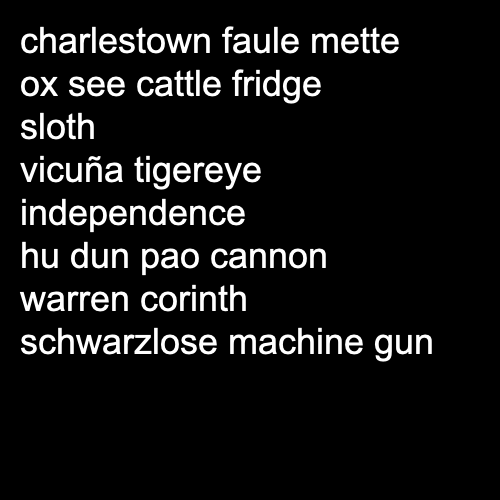 charlestown faule mette
ox see cattle fridge
sloth
vicuña tigereye
independence
hu dun pao cannon
warren corinth
schwarzlose machine gun